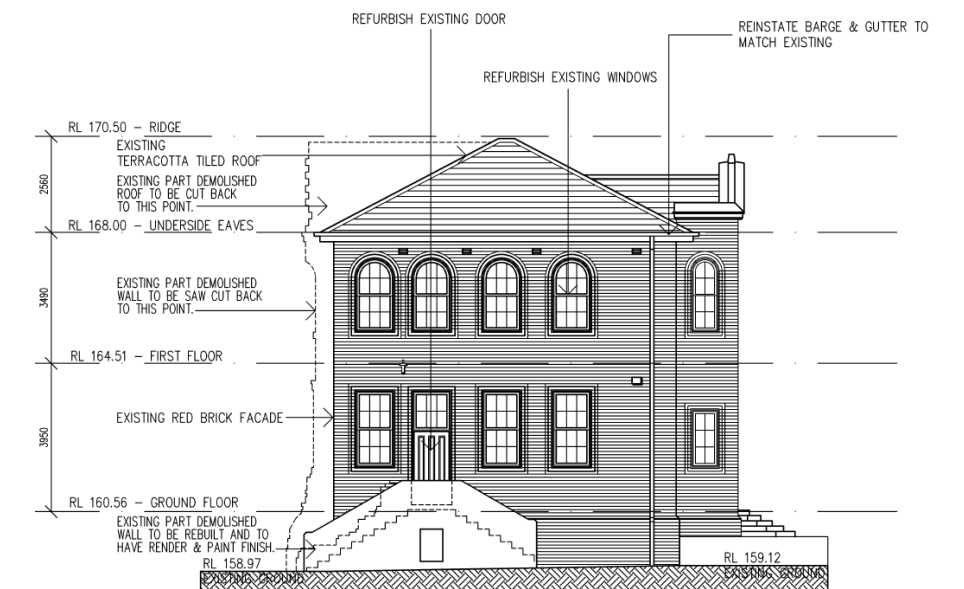 REFURBISH EXISTING DOOR
REINSTATE BARGE & GUTTER TO
MATCH EXISTING
REFURBISH EXISTING WINDOWS
RL 170.50 – RIDGE
EXISTING
TERRACOTTA TILED ROOF
2560
EXISTING PART DEMOLISHED
ROOF TO BE CUT BACK
TO THIS POINT.
RL 168.00 – UNDERSIDE EAVES
EXISTING PART DEMOLISHED
WALL TO BE SAW CUT BACK
TO THIS POINT.
3490
RL 164.51 – FIRST FLOOR
EXISTING RED BRICK FACADE
3950
RL 160.56 – GROUND FLOOR
EXISTING PART DEMOLISHED
WALL TO BE REBUILT AND TO
HAVE RENDER & PAINT FINISH.
RL 158.97
EXISTING GROUND
RL 159.12
EXISTING GROUND